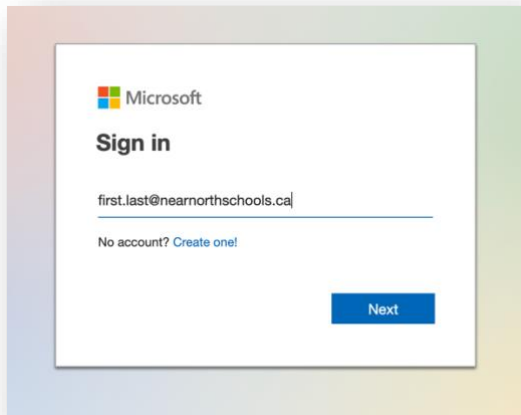 Microsoft
Sign in
first.last@nearnorthschools.ca
No account? Create one!
Next